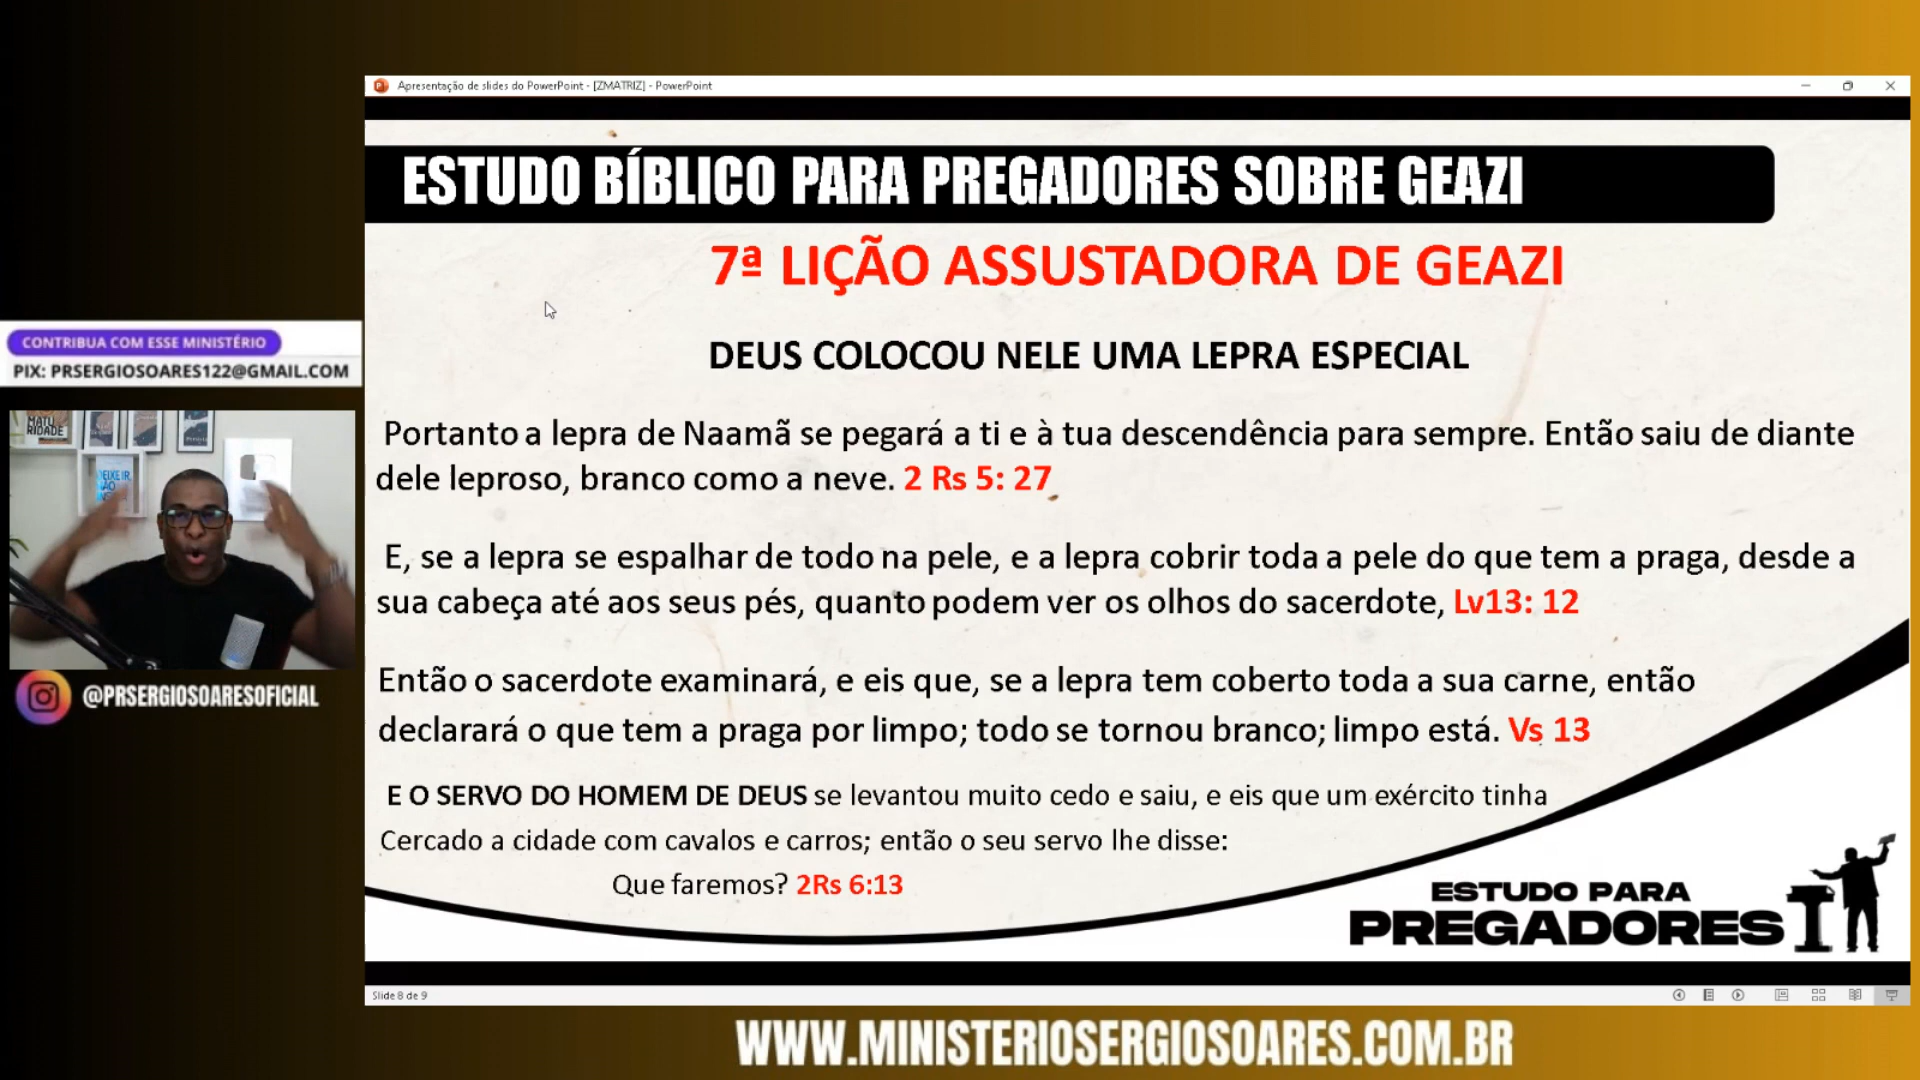 Apresentação de slides do PowerPoint - [ZMATRIZ] - PowerPoint
ESTUDO BÍBLICO PARA PREGADORES SOBRE GEAZI
7ª LIÇÃO ASSUSTADORA DE GEAZI
DEUS COLOCOU NELE UMA LEPRA ESPECIAL
Portanto a lepra de Naamã se pegará a ti e à tua descendência para sempre. Então saiu de diante
dele leproso, branco como a neve. 2 Rs 5: 27
E, se a lepra se espalhar de todo na pele, e a lepra cobrir toda a pele do que tem a praga, desde a
sua cabeça até aos seus pés, quanto podem ver os olhos do sacerdote, Lv13: 12
Então o sacerdote examinará, e eis que, se a lepra tem coberto toda a sua carne, então
declarará o que tem a praga por limpo; todo se tornou branco; limpo está. Vs 13
E O SERVO DO HOMEM DE DEUS se levantou muito cedo e saiu, e eis que um exército tinha
Cercado a cidade com cavalos e carros; então o seu servo lhe disse:
Que faremos? 2Rs 6:13
ESTUDO PARA
PREGADORES
Slide 8 de 9
CONTRIBUA COM ESSE MINISTÉRIO
PIX: PRSERGIOSOARES122@GMAIL.COM
MATU
RIDADE
DEIXE IR
@PRSERGIOSOARESOFICIAL
WWW.MINISTERIOSERGIOSOARES.COM.BR